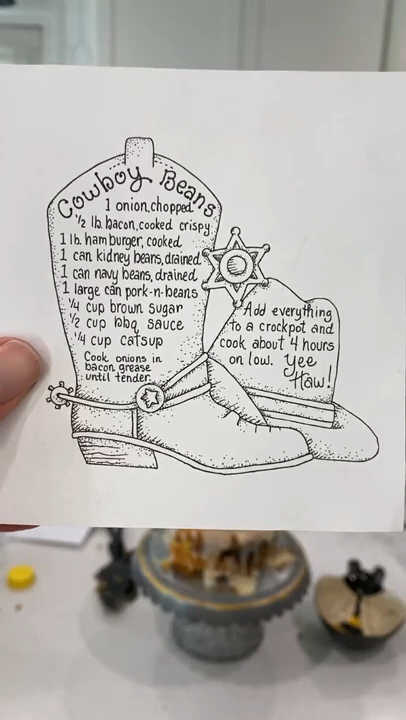 Cowboy Beans
1 onion, chopped
½ lb. bacon, cooked crispy
1 lb. hamburger, cooked
1 can kidney beans, drained
1 can navy beans, drained
1 large can pork-n-beans
¼ cup brown sugar
½ cup bbq sauce
¼ cup catsup
Cook onions in
bacon grease
until tender.
Add everything
to a crockpot and
cook about 4 hours
on low. Yee
Haw!